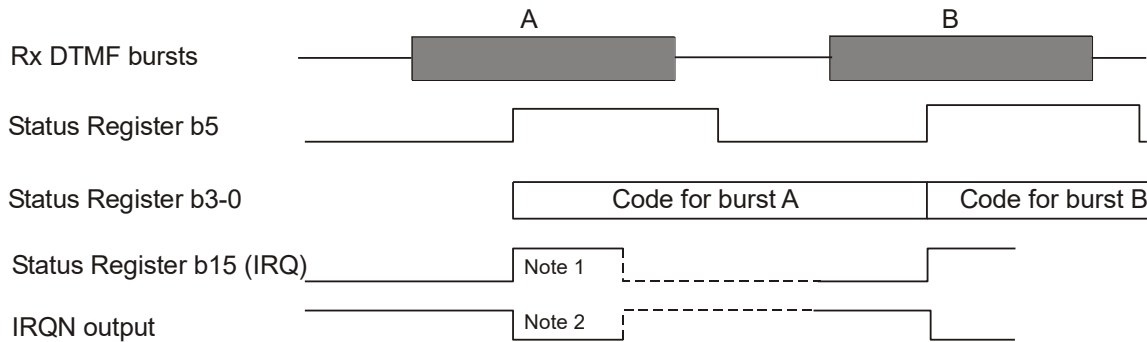 A B
Rx DTMF bursts
Status Register b5
Status Register b3-0 Code for burst A Code for burst B
Status Register b15 (IRQ) Note 1
IRQN output Note 2